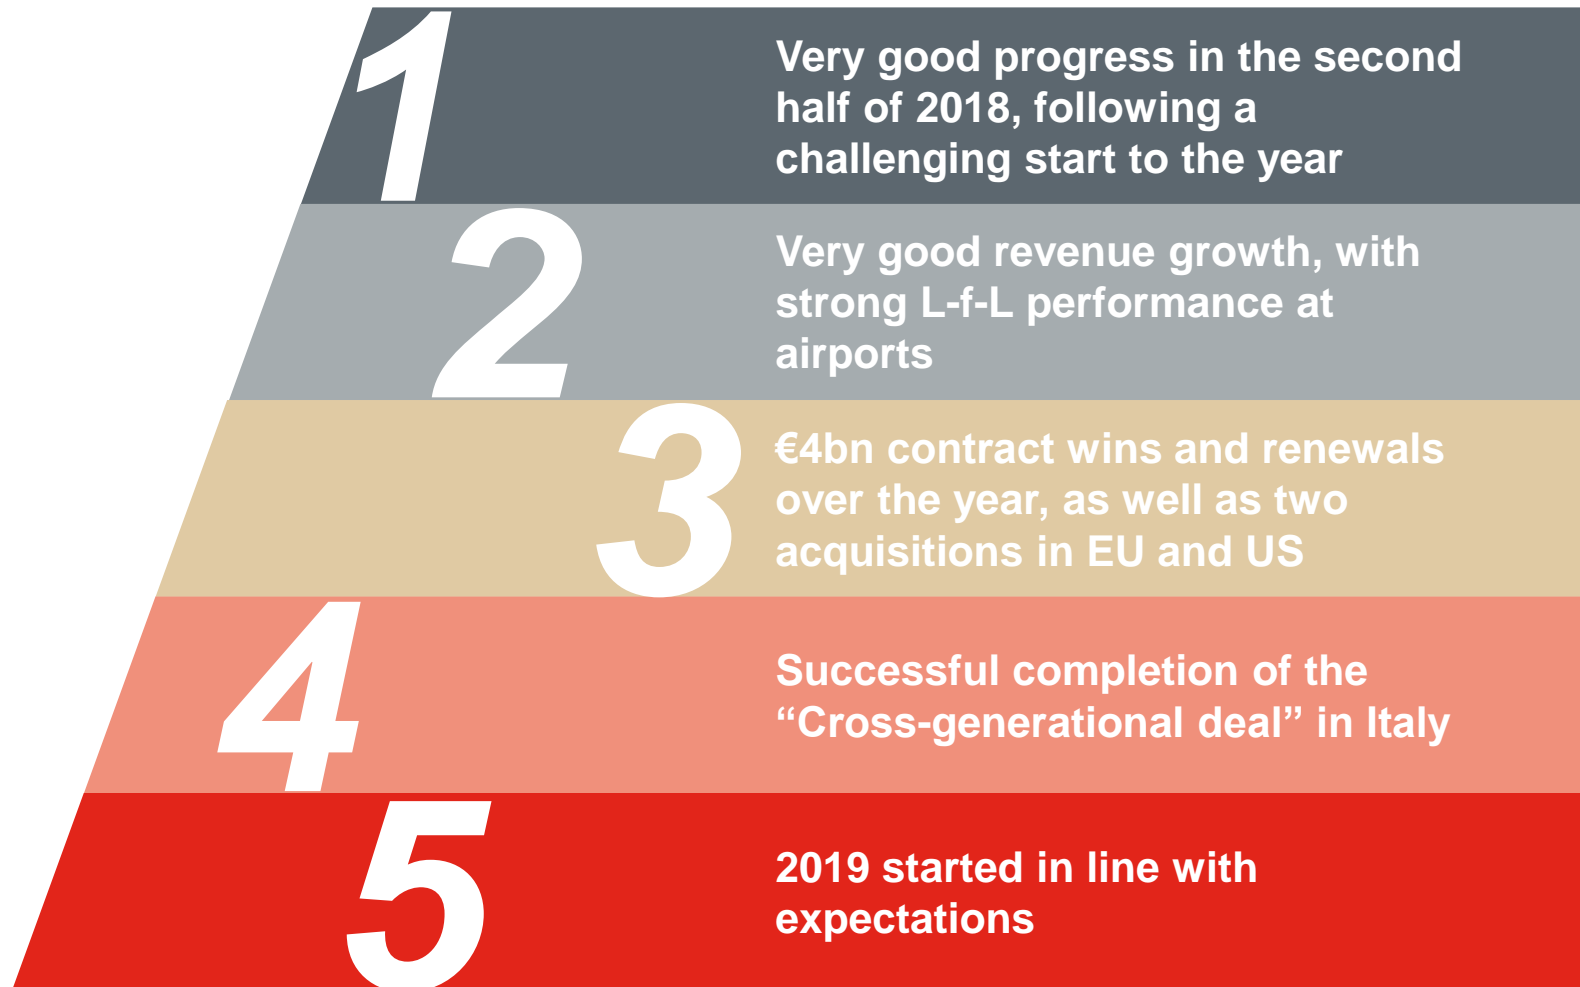 1
Very good progress in the second
half of 2018, following a
challenging start to the year
2
Very good revenue growth, with
strong L-f-L performance at
airports
3
€4bn contract wins and renewals
over the year, as well as two
acquisitions in EU and US
4
Successful completion of the
“Cross-generational deal” in Italy
5
2019 started in line with
expectations